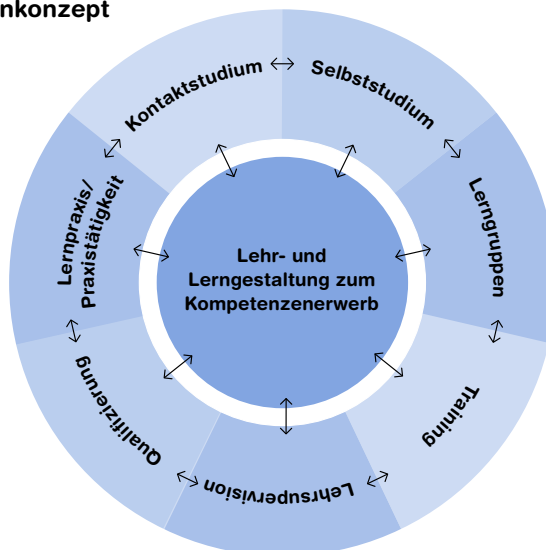 nkonzept
Kontaktstudium
Selbststudium
Lerngruppen
Training
Lehrsupervision
Qualifizierung
Lernpraxis/
Praxistätigkeit
Lehr- und
Lerngestaltung zum
Kompetenzenerwerb